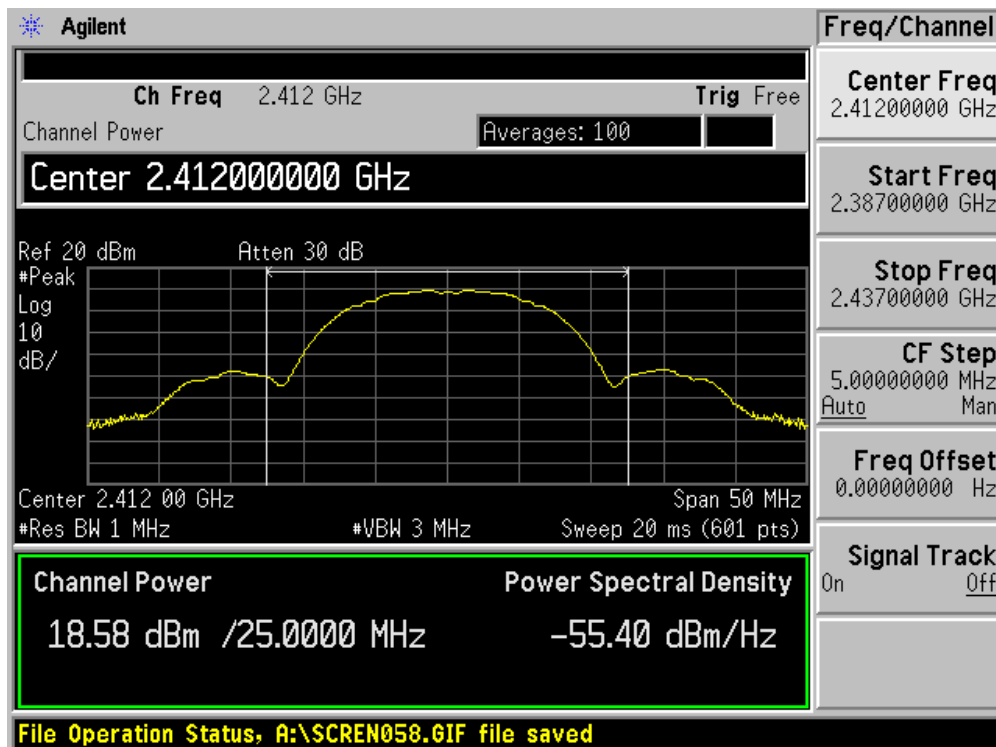 Agilent
Freq/Channel
Ch Freq 2.412 GHz Trig Free
Channel Power Averages: 100
Center 2.412000000 GHz
Ref 20 dBm Atten 30 dB
#Peak
Log
10
dB/
Center 2.412 00 GHz Span 50 MHz
#Res BW 1 MHz #VBW 3 MHz Sweep 20 ms (601 pts)
Channel Power Power Spectral Density
18.58 dBm /25.0000 MHz -55.40 dBm/Hz
File Operation Status, A:\SCREN058.GIF file saved
Center Freq
2.41200000 GHz
Start Freq
2.38700000 GHz
Stop Freq
2.43700000 GHz
CF Step
5.00000000 MHz
Auto Man
Freq Offset
0.00000000 Hz
Signal Track
On Off